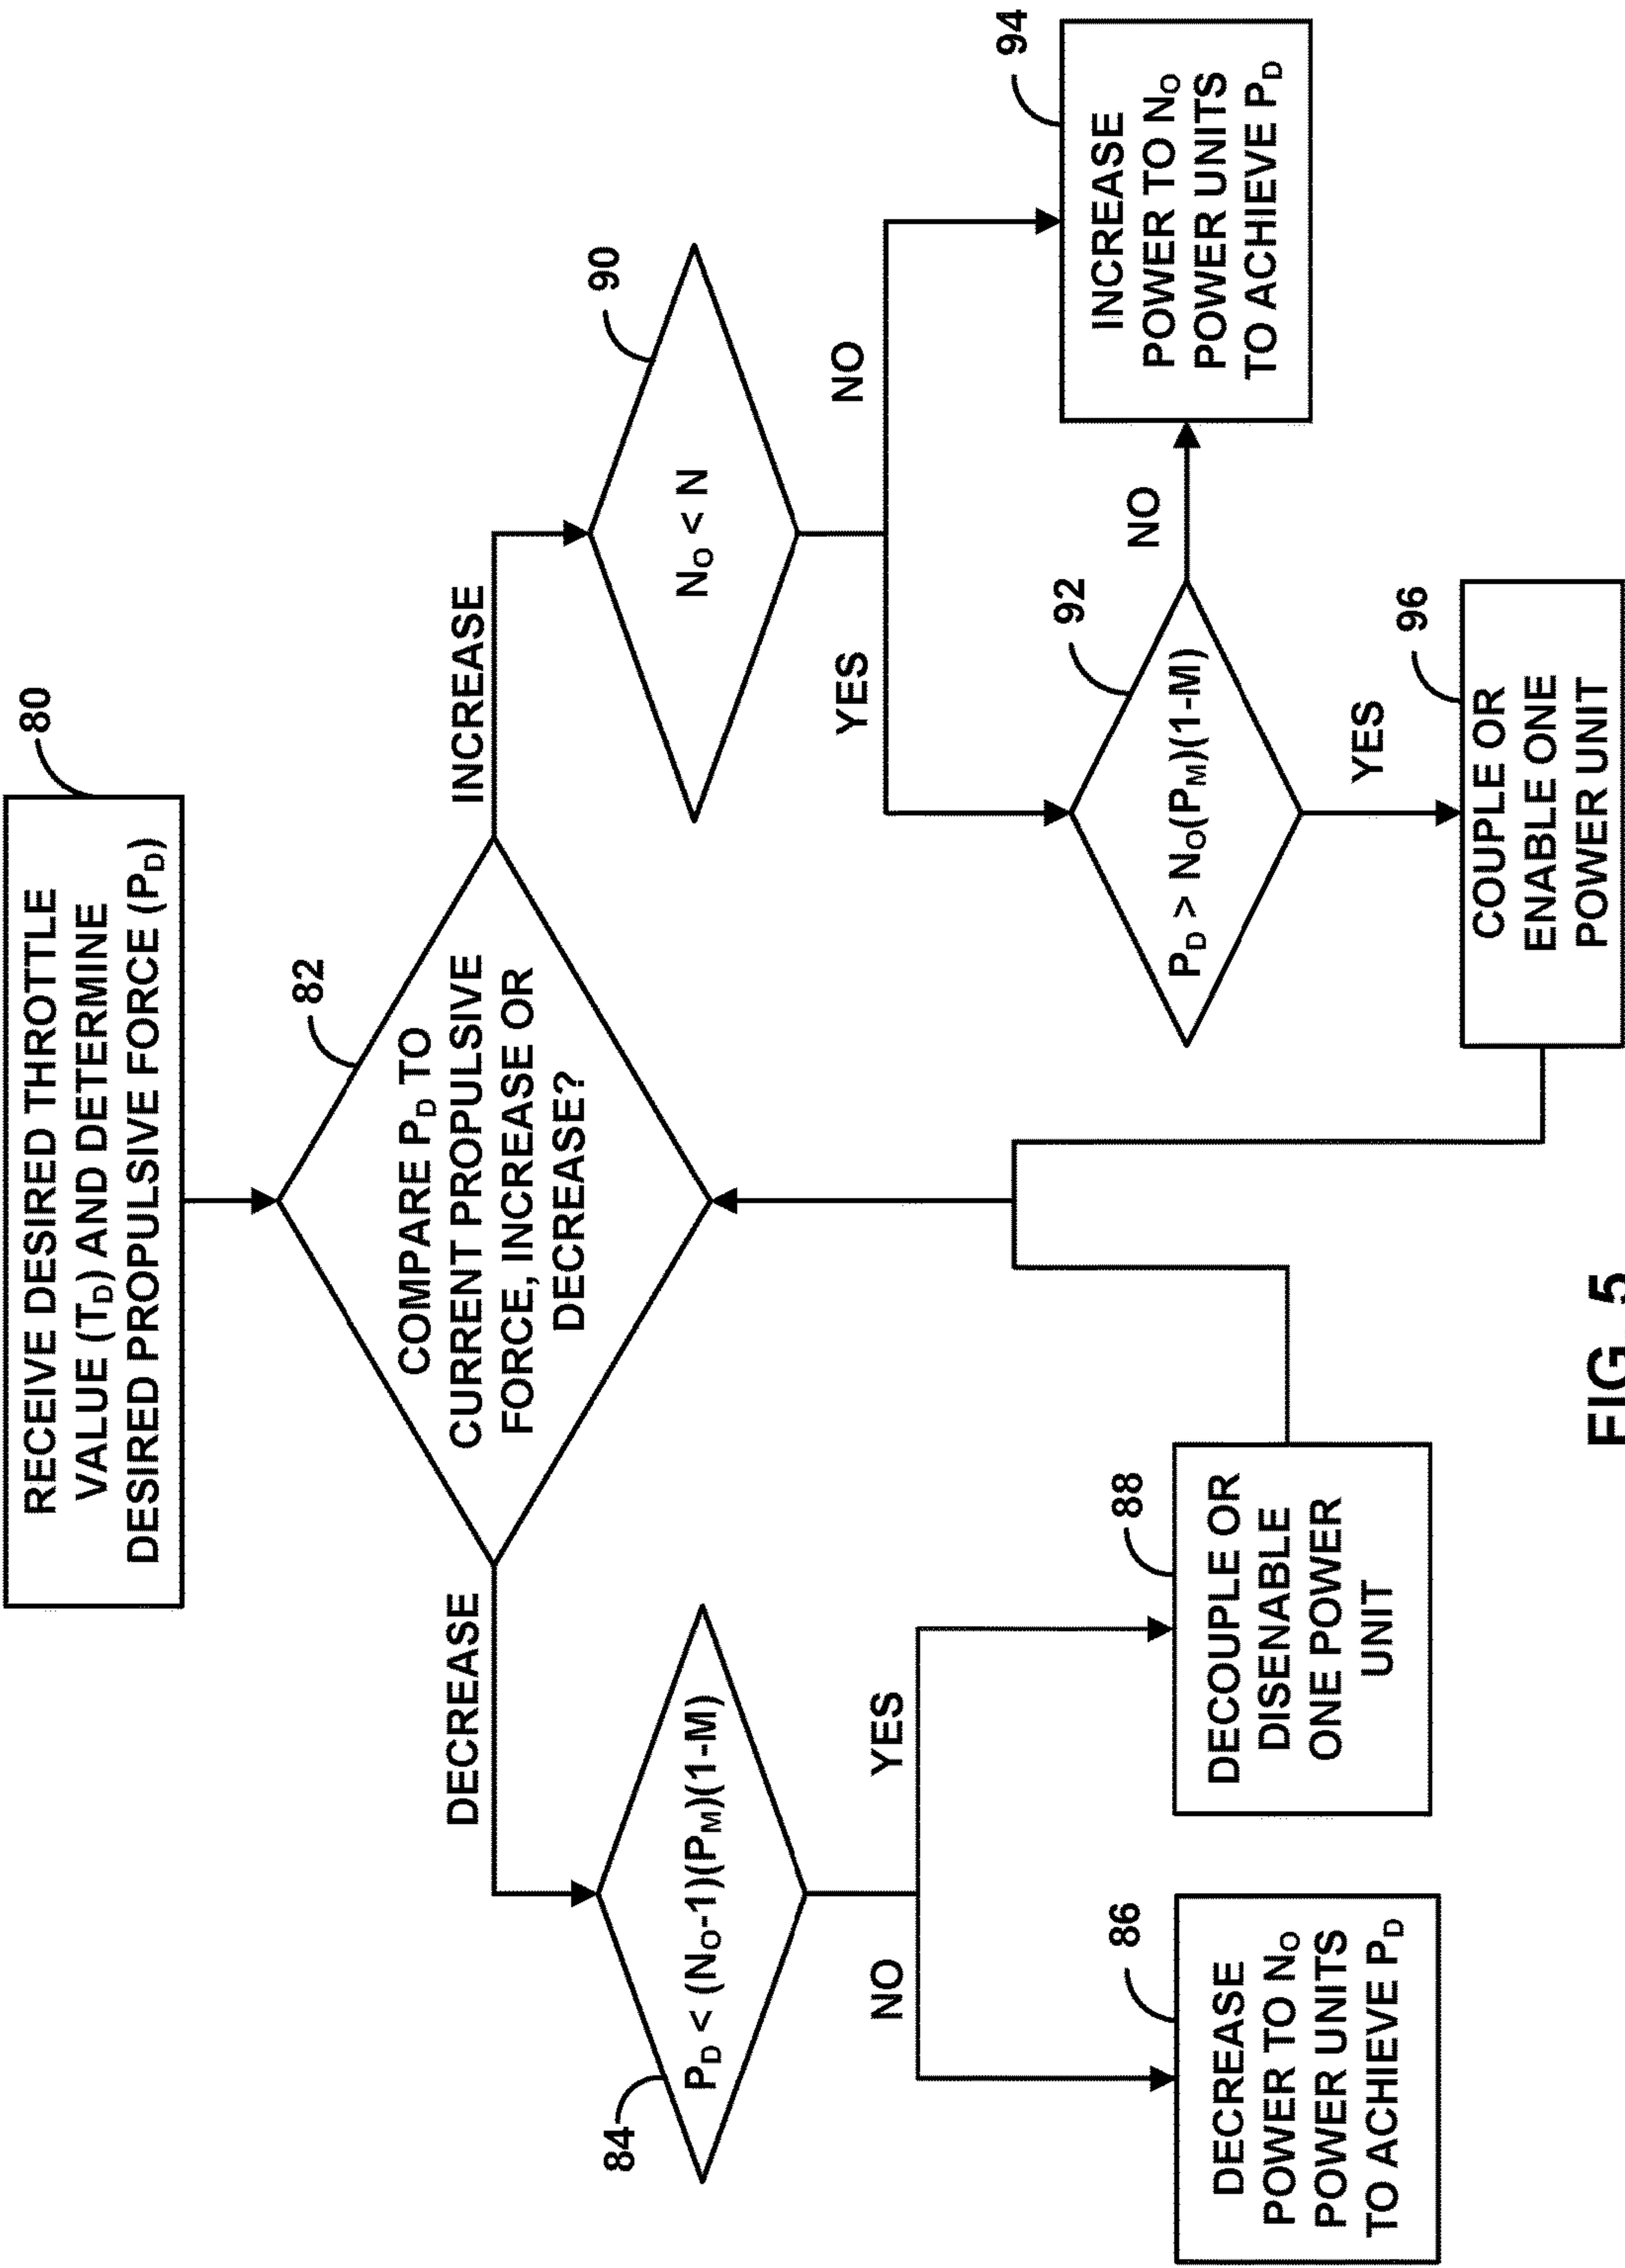 80
RECEIVE DESIRED THROTTLE
VALUE (TD) AND DETERMINE
DESIRED PROPULSIVE FORCE (PD)
82
COMPARE PD TO
CURRENT PROPULSIVE
FORCE, INCREASE OR
DECREASE?
DECREASE
INCREASE
84
PD < (NO-1)(PM)(1-M)
90
NO < N
NO
YES
YES
NO
86
DECREASE
POWER TO NO
POWER UNITS
TO ACHIEVE PD
88
DECOUPLE OR
DISENABLE
ONE POWER
UNIT
92
PD > NO(PM)(1-M)
NO
YES
94
INCREASE
POWER TO NO
POWER UNITS
TO ACHIEVE PD
96
COUPLE OR
ENABLE ONE
POWER UNIT
FIG. 5